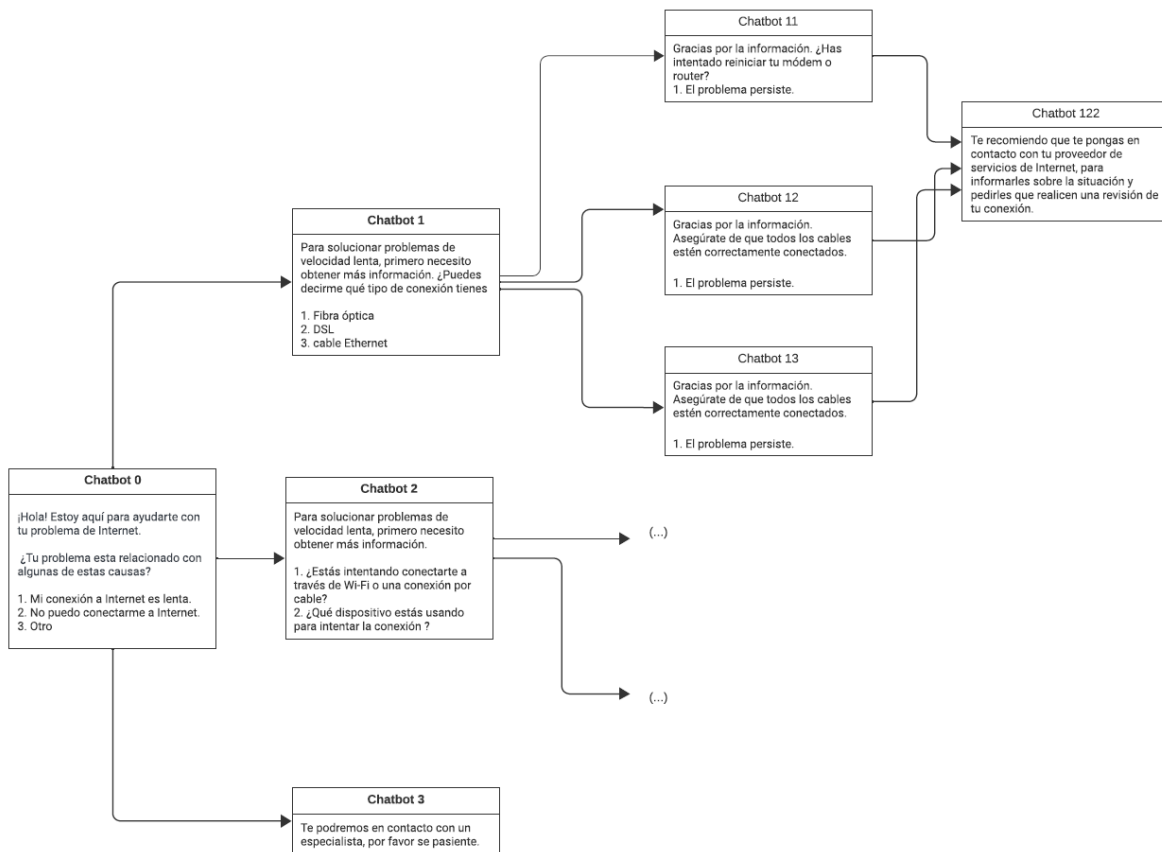 Chatbot 11
Gracias por la información. ¿Has
intentado reiniciar tu módem o
router?
1. El problema persiste.
Chatbot 122
Te recomiendo que te pongas en
contacto con tu proveedor de
servicios de Internet, para
informarles sobre la situación y
pedirles que realicen una revisión de
tu conexión.
Chatbot 12
Gracias por la información.
Asegúrate de que todos los cables
estén correctamente conectados.
1. El problema persiste.
Chatbot 1
Para solucionar problemas de
velocidad lenta, primero necesito
obtener más información. ¿Puedes
decirme qué tipo de conexión tienes
1. Fibra óptica
2. DSL
3. cable Ethernet
Chatbot 13
Gracias por la información.
Asegúrate de que todos los cables
estén correctamente conectados.
1. El problema persiste.
Chatbot 0
¡Hola! Estoy aquí para ayudarte con
tu problema de Internet.
¿Tu problema esta relacionado con
algunas de estas causas?
1. Mi conexión a Internet es lenta.
2. No puedo conectarme a Internet.
3. Otro
Chatbot 2
Para solucionar problemas de
velocidad lenta, primero necesito
obtener más información.
1. ¿Estás intentando conectarte a
través de Wi-Fi o una conexión por
cable?
2. ¿Qué dispositivo estás usando
para intentar la conexión ?
(...)
(...)
Chatbot 3
Te podremos en contacto con un
especialista, por favor se pasiente.